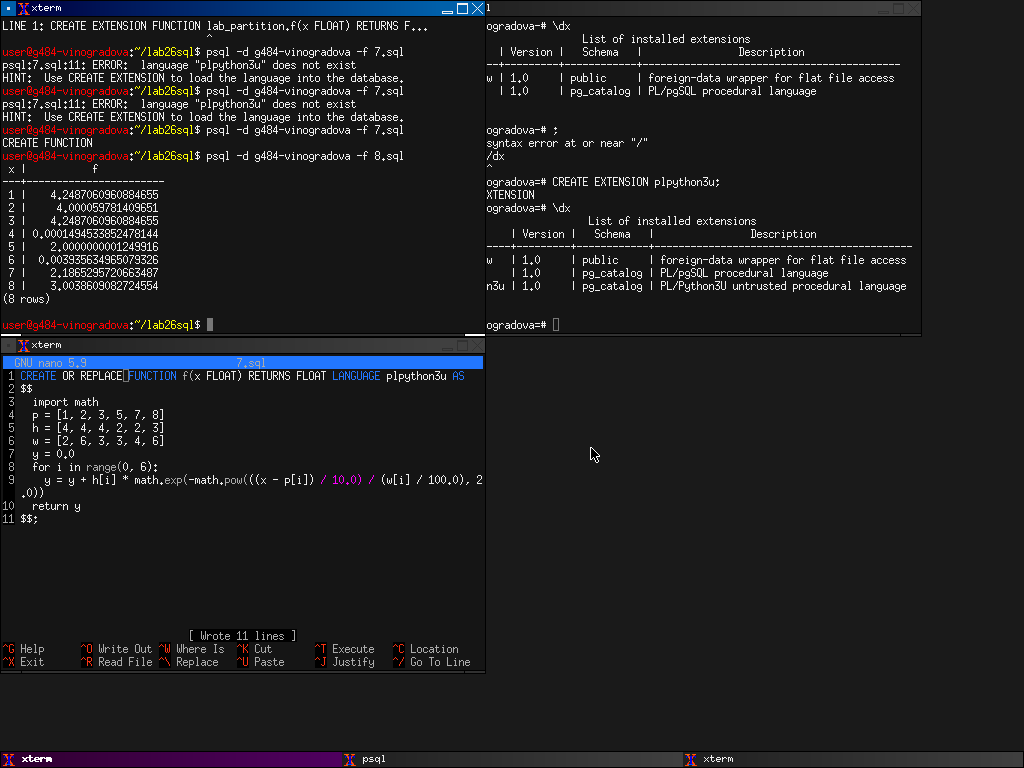 xterm
LINE 1: CREATE EXTENSION FUNCTION lab_partition.f(x FLOAT) RETURNS F...
^
user@g484-vinogradova:~/lab26sql$ psql -d g484-vinogradova -f 7.sql
psql:7.sql:11: ERROR:  language "plpython3u" does not exist
HINT:  Use CREATE EXTENSION to load the language into the database.
user@g484-vinogradova:~/lab26sql$ psql -d g484-vinogradova -f 7.sql
psql:7.sql:11: ERROR:  language "plpython3u" does not exist
HINT:  Use CREATE EXTENSION to load the language into the database.
user@g484-vinogradova:~/lab26sql$ psql -d g484-vinogradova -f 7.sql
CREATE FUNCTION
user@g484-vinogradova:~/lab26sql$ psql -d g484-vinogradova -f 8.sql
x |          f
---+-----------------------
1 |    4.2487060960884655
2 |     4.000059781409651
3 |    4.2487060960884655
4 | 0.0001494533852478144
5 |    2.0000000001249916
6 |  0.003935634965079326
7 |    2.1865295720663487
8 |    3.0038609082724554
(8 rows)
user@g484-vinogradova:~/lab26sql$
l
ogradova=# \dx
List of installed extensions
| Version |   Schema   |                Description
w | 1.0     | public     | foreign-data wrapper for flat file access
| 1.0     | pg_catalog | PL/pgSQL procedural language
ogradova-# ;
syntax error at or near "/"
/dx
^
ogradova=# CREATE EXTENSION plpython3u;
XTENSION
ogradova=# \dx
List of installed extensions
| Version |   Schema   |                Description
w | 1.0     | public     | foreign-data wrapper for flat file access
| 1.0     | pg_catalog | PL/pgSQL procedural language
n3u | 1.0     | pg_catalog | PL/Python3U untrusted procedural language
ogradova=#
xterm
GNU nano 5.9                         7.sql
1 CREATE OR REPLACE FUNCTION f(x FLOAT) RETURNS FLOAT LANGUAGE plpython3u AS
2 $$
3   import math
4   p = [1, 2, 3, 5, 7, 8]
5   h = [4, 4, 4, 2, 2, 3]
6   w = [2, 6, 3, 3, 4, 6]
7   y = 0.0
8   for i in range(0, 6):
9     y = y + h[i] * math.exp(-math.pow(((x - p[i]) / 10.0) / (w[i] / 100.0), 2
.0))
10   return y
11 $$;
[ Wrote 11 lines ]
^G Help      ^O Write Out ^W Where Is  ^K Cut       ^T Execute   ^C Location
^X Exit      ^R Read File ^\ Replace   ^U Paste     ^J Justify   ^/ Go To Line
xterm
psql
xterm